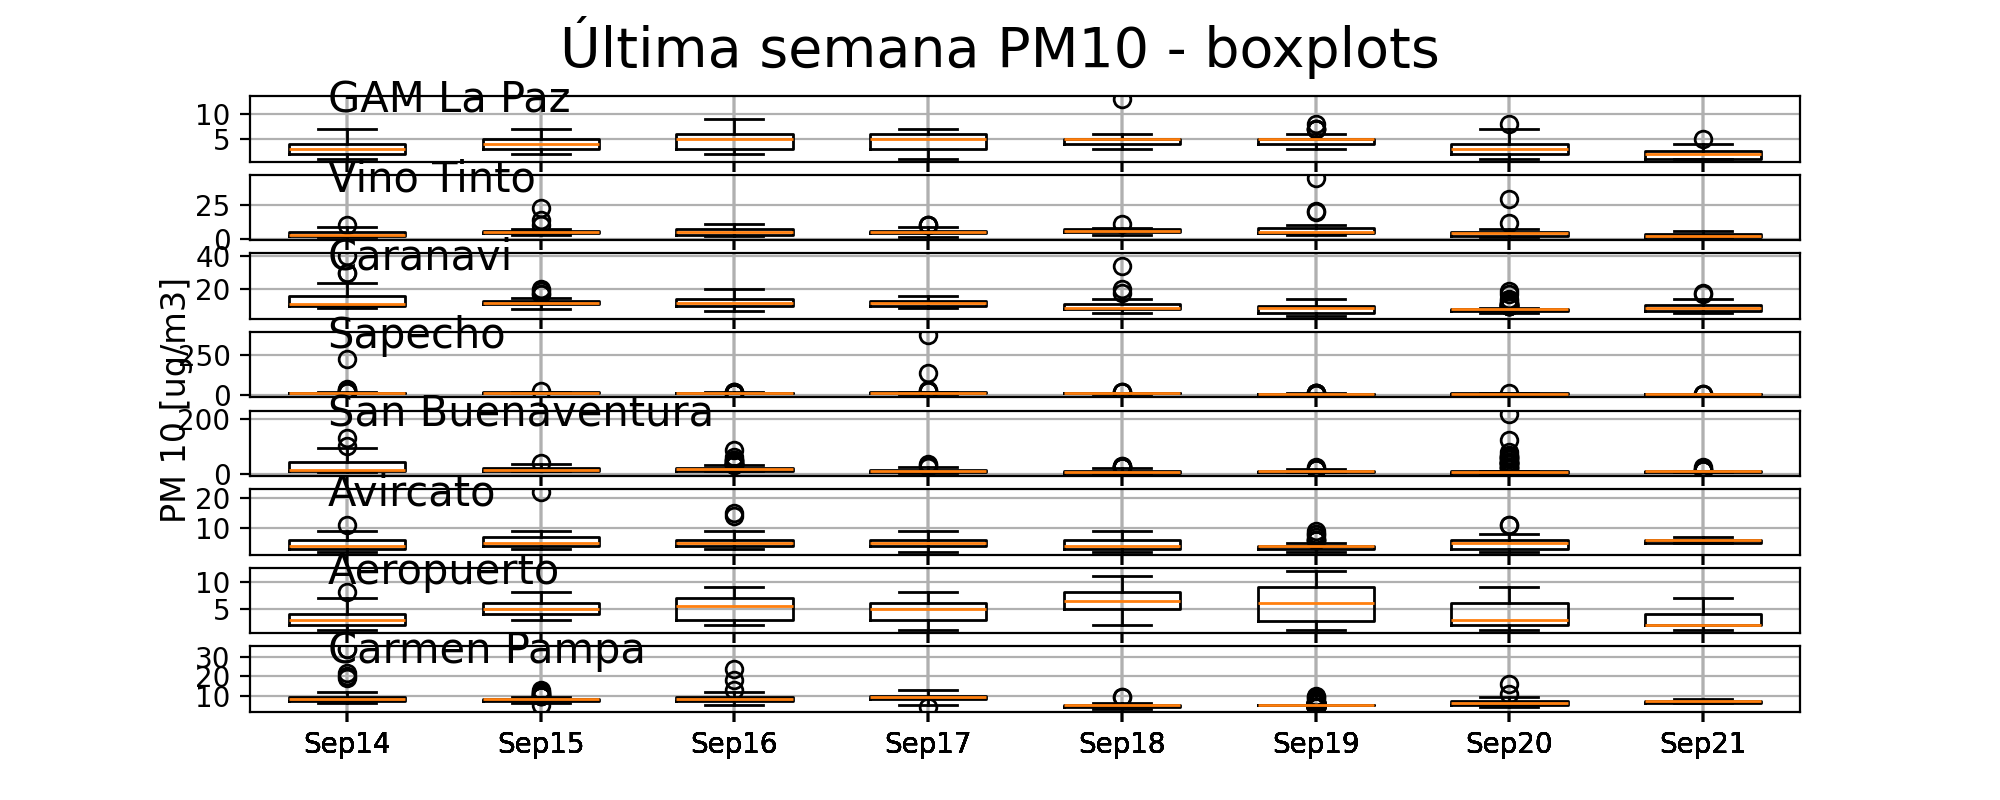 Última semana PM10 - boxplots
PM 10 [ug/m3]
GAM La Paz
10
5
Vino Tinto
25
0
Caranavi
40
20
Sapecho
250
0
San Buenaventura
200
0
Avircato
20
10
Aeropuerto
10
5
Carmen Pampa
30
20
10
Sep14 Sep15 Sep16 Sep17 Sep18 Sep19 Sep20 Sep21